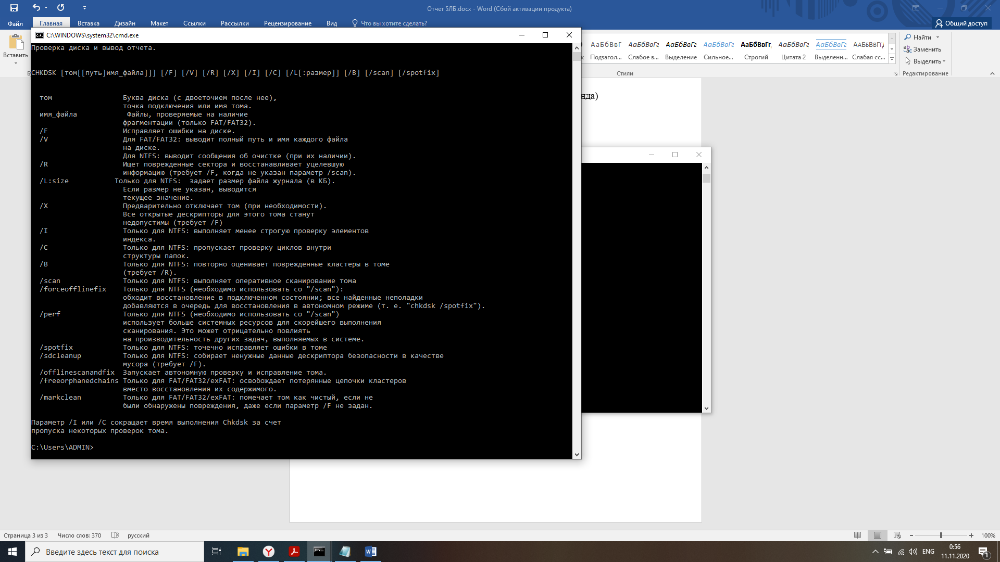 Отчет 5ЛБ.docx - Word (Сбой активации продукта)
Файл Главная Вставка Дизайн Макет Ссылки Рассылки Рецензирование Вид Что вы хотите сделать? Общий доступ
C:\WINDOWS\system32\cmd.exe
Вставить
АаБбВвГ АаБбВвГг АаБбВвГг АаБбВвГг АаБбВвГг, АаБбВвГг АаБбВвГг ААБбВвГг,
Подзагол... Слабое в... Выделение Сильное... Строгий Цитата 2 Выделенн... Слабая сс...
Стили
Найти
Заменить
Выделить
Редактирование
Проверка диска и вывод отчета.
CHKDSK [том[[путь]имя_файла]]] [/F] [/V] [/R] [/X] [/I] [/C] [/L[:размер]] [/B] [/scan] [/spotfix]
том Буква диска (с двоеточием после нее),
точка подключения или имя тома.
имя_файла Файлы, проверяемые на наличие
фрагментации (только FAT/FAT32).
/F Исправляет ошибки на диске.
/V Для FAT/FAT32: выводит полный путь и имя каждого файла
на диске.
Для NTFS: выводит сообщения об очистке (при их наличии).
/R Ищет поврежденные сектора и восстанавливает уцелевшую
информацию (требует /F, когда не указан параметр /scan).
/L:size Только для NTFS: задает размер файла журнала (в КБ).
Если размер не указан, выводится
текущее значение.
/X Предварительно отключает том (при необходимости).
Все открытые дескрипторы для этого тома станут
недопустимы (требует /F)
/I Только для NTFS: выполняет менее строгую проверку элементов
индекса.
/C Только для NTFS: пропускает проверку циклов внутри
структуры папок.
/B Только для NTFS: повторно оценивает поврежденные кластеры в томе
(требует /R).
/scan Только для NTFS: выполняет оперативное сканирование тома
/forceofflinefix Только для NTFS (необходимо использовать со "/scan"):
обходит восстановление в подключенном состоянии; все найденные неполадки
добавляются в очередь для восстановления в автономном режиме (т. е. "chkdsk /spotfix").
/perf Только для NTFS (необходимо использовать со "/scan")
использует больше системных ресурсов для скорейшего выполнения
сканирования. Это может отрицательно повлиять
на производительность других задач, выполняемых в системе.
/spotfix Только для NTFS: точечно исправляет ошибки в томе
/sdcleanup Только для NTFS: собирает ненужные данные дескриптора безопасности в качестве
мусора (требует /F).
/offlinescanandfix Запускает автономную проверку и исправление тома.
/freeorphanedchains Только для FAT/FAT32/exFAT: освобождает потерянные цепочки кластеров
вместо восстановления их содержимого.
/markclean Только для FAT/FAT32/exFAT: помечает том как чистый, если не
были обнаружены повреждения, даже если параметр /F не задан.
Параметр /I или /C сокращает время выполнения Chkdsk за счет
пропуска некоторых проверок тома.
C:\Users\ADMIN>
нда)
Страница 3 из 3 Число слов: 370 русский 100%
Введите здесь текст для поиска
ENG
0:56
11.11.2020
1